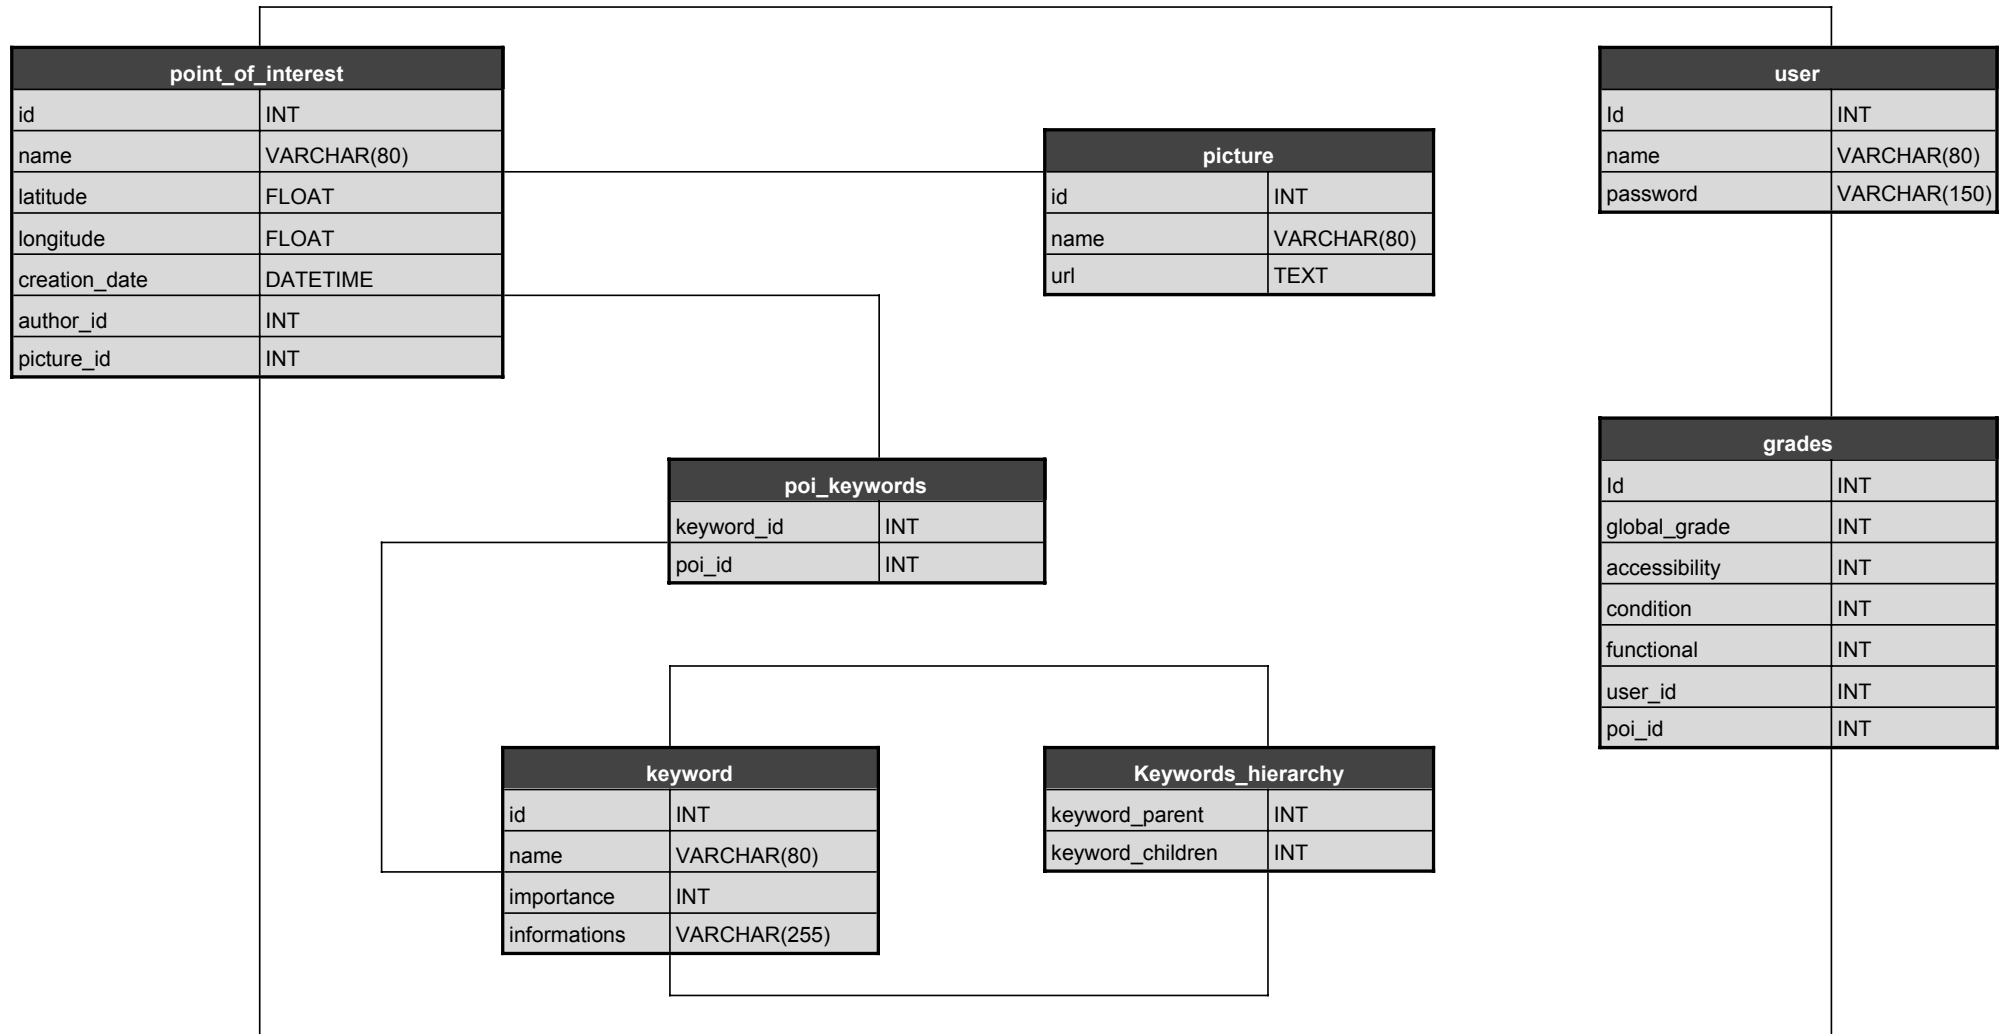 point_of_interest
id INT
name VARCHAR(80)
latitude FLOAT
longitude FLOAT
creation_date DATETIME
author_id INT
picture_id INT
picture
id INT
name VARCHAR(80)
url TEXT
user
Id INT
name VARCHAR(80)
password VARCHAR(150)
poi_keywords
keyword_id INT
poi_id INT
grades
Id INT
global_grade INT
accessibility INT
condition INT
functional INT
user_id INT
poi_id INT
keyword
id INT
name VARCHAR(80)
importance INT
informations VARCHAR(255)
Keywords_hierarchy
keyword_parent INT
keyword_children INT